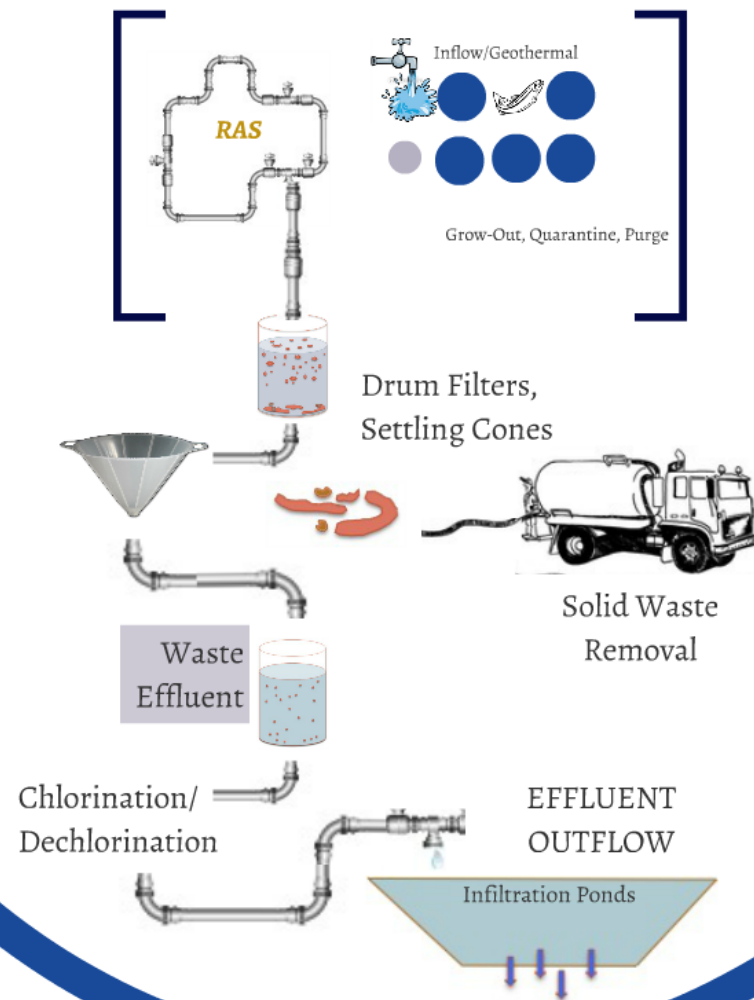 Inflow/Geothermal
RAS
Grow-Out, Quarantine, Purge
Drum Filters,
Settling Cones
Solid Waste
Removal
Waste
Effluent
Chlorination/
Dechlorination
EFFLUENT
OUTFLOW
Infiltration Ponds